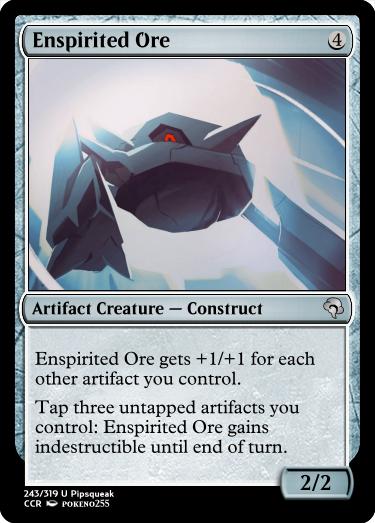 Enspirited Ore 4
Artifact Creature — Construct
Enspirited Ore gets +1/+1 for each
other artifact you control.
Tap three untapped artifacts you
control: Enspirited Ore gains
indestructible until end of turn.
2/2
243/319 U Pipsqueak
CCR POKENO255